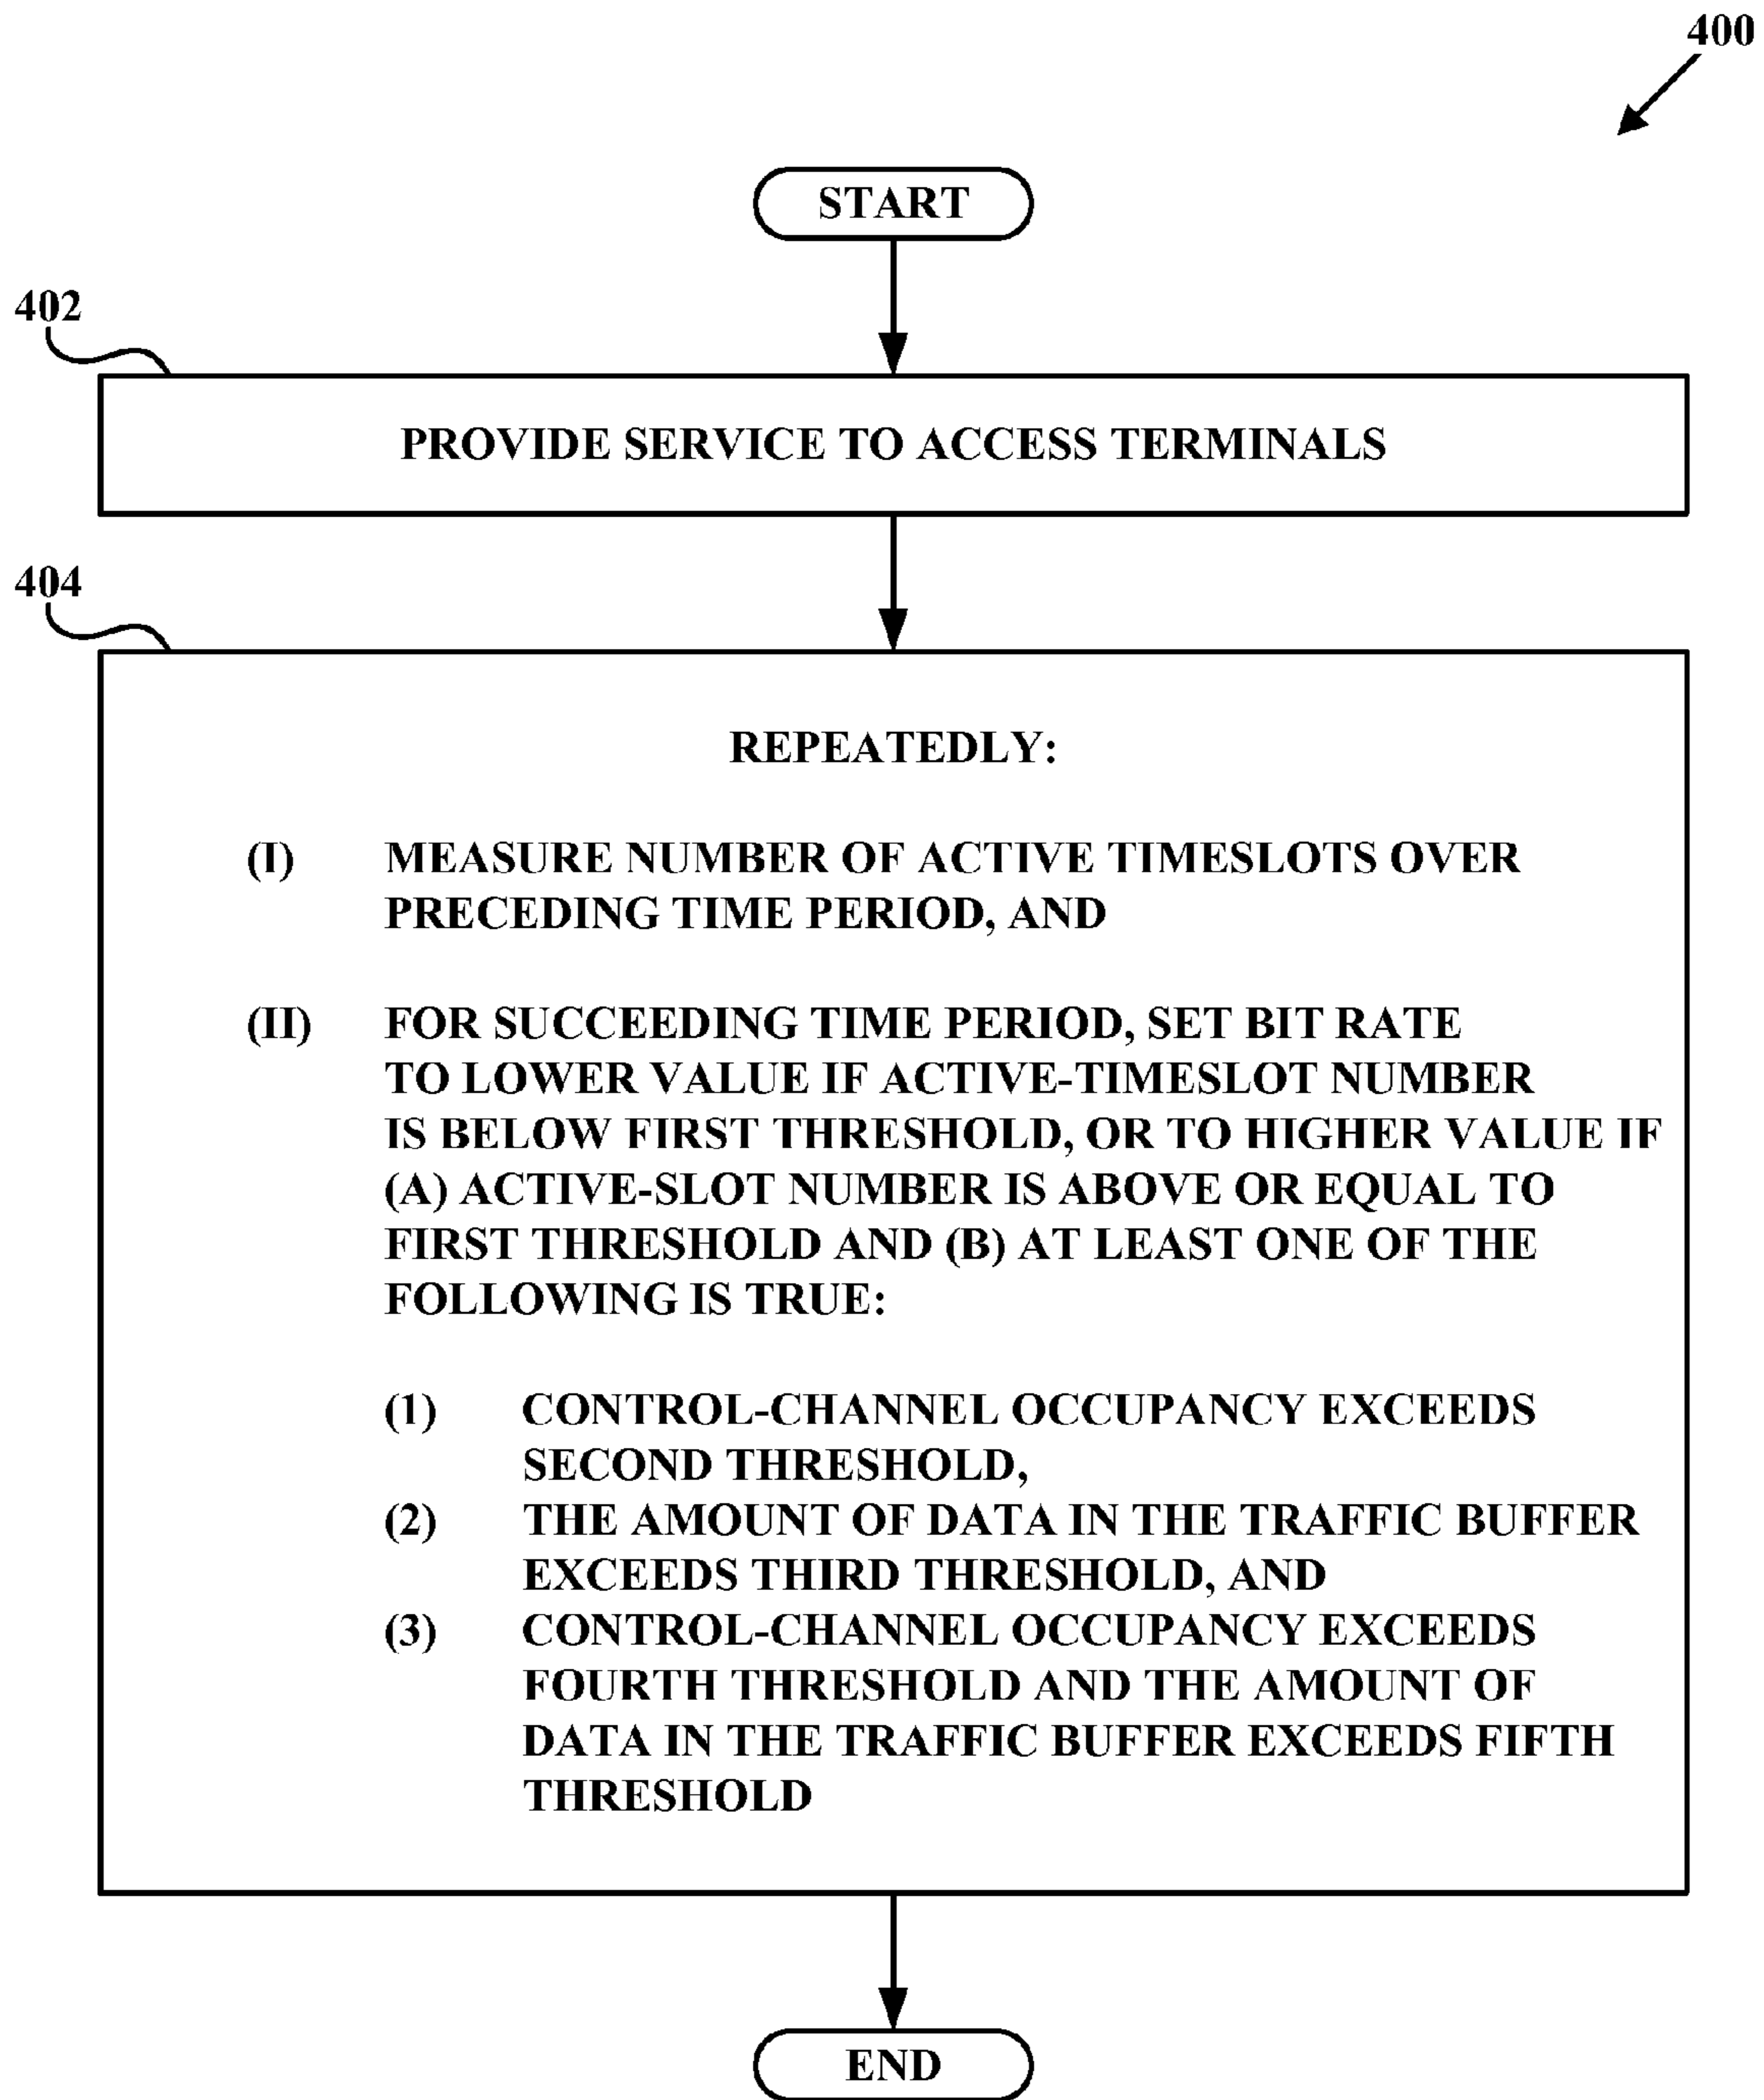 400
START
402
PROVIDE SERVICE TO ACCESS TERMINALS
404
REPEATEDLY:
(I) MEASURE NUMBER OF ACTIVE TIMESLOTS OVER
PRECEDING TIME PERIOD, AND
(II) FOR SUCCEEDING TIME PERIOD, SET BIT RATE
TO LOWER VALUE IF ACTIVE-TIMESLOT NUMBER
IS BELOW FIRST THRESHOLD, OR TO HIGHER VALUE IF
(A) ACTIVE-SLOT NUMBER IS ABOVE OR EQUAL TO
FIRST THRESHOLD AND (B) AT LEAST ONE OF THE
FOLLOWING IS TRUE:
(1) CONTROL-CHANNEL OCCUPANCY EXCEEDS
SECOND THRESHOLD,
(2) THE AMOUNT OF DATA IN THE TRAFFIC BUFFER
EXCEEDS THIRD THRESHOLD, AND
(3) CONTROL-CHANNEL OCCUPANCY EXCEEDS
FOURTH THRESHOLD AND THE AMOUNT OF
DATA IN THE TRAFFIC BUFFER EXCEEDS FIFTH
THRESHOLD
END